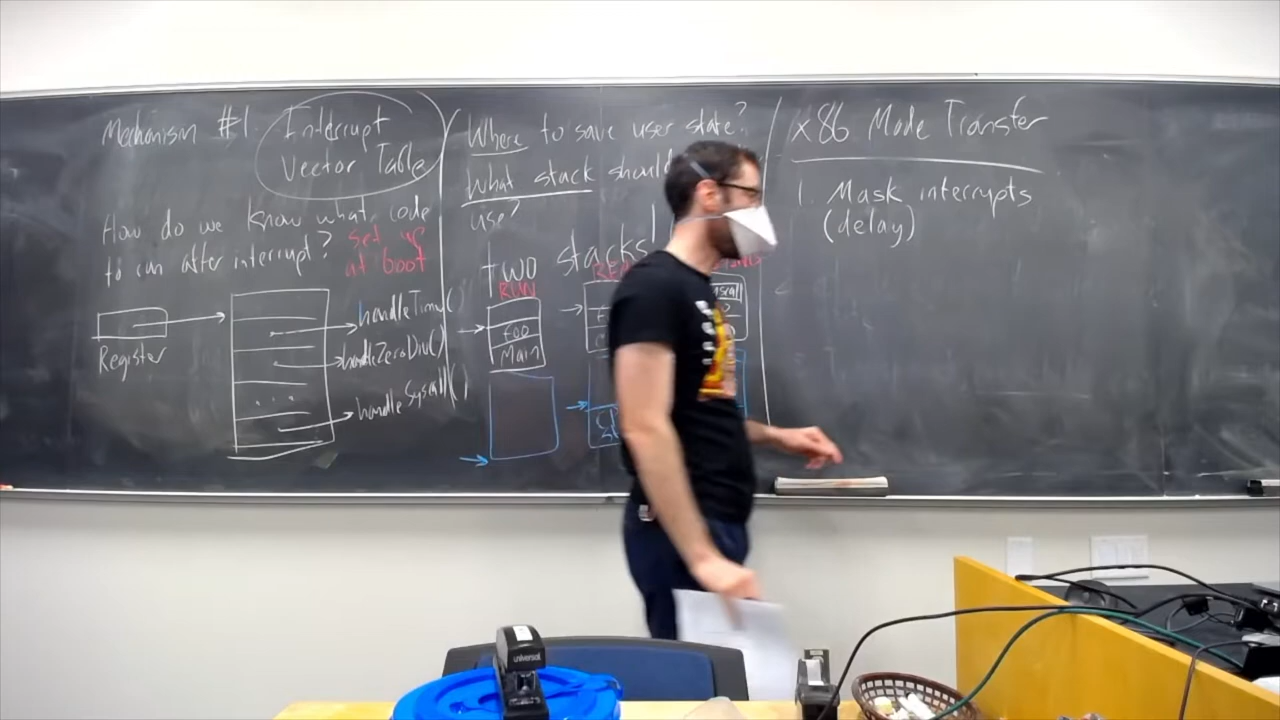 Mechanism #1
Interrupt
Vector Table
How do we know what code
to run after interrupt?
set up
at boot
Register
handleTimer()
handleZeroDiv()
...
handleSyscall()
Where to save user state?
What stack should
use?
TWO stacks!
RUN
foo
Main
x86 Mode Transfer
1. Mask interrupts
(delay)
universal